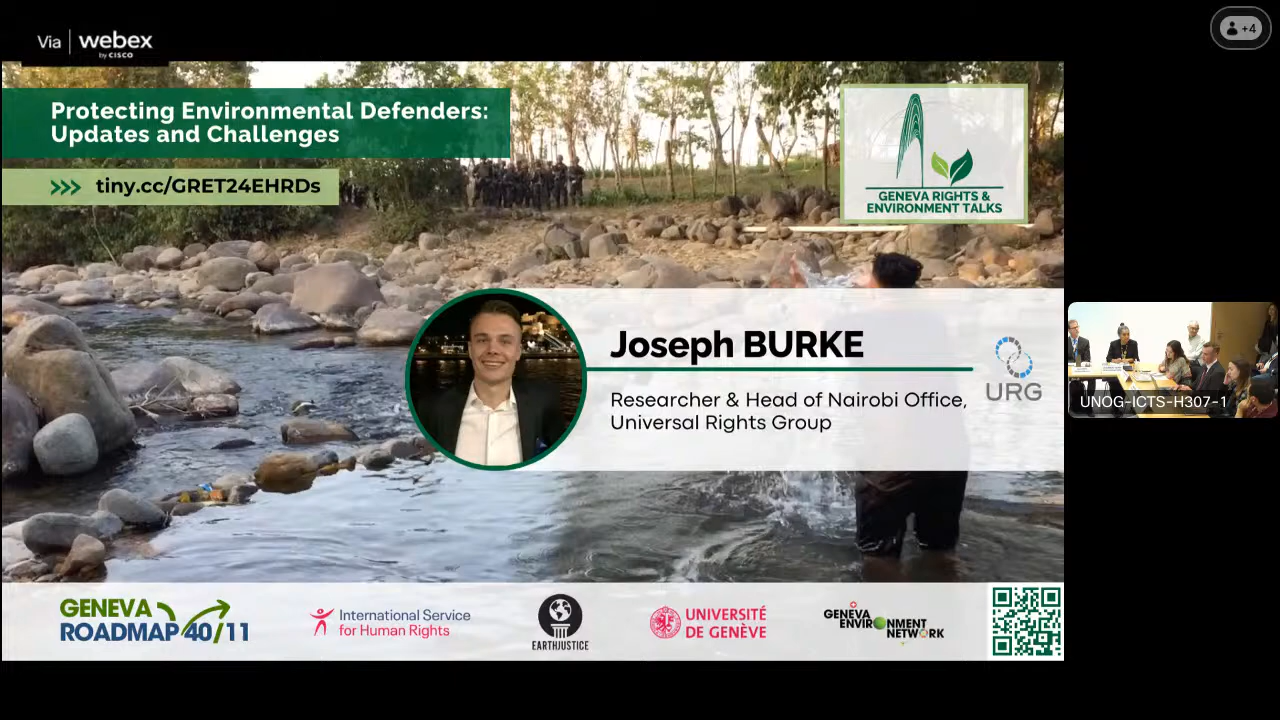 Via webex
by CISCO
+4
Protecting Environmental Defenders:
Updates and Challenges
>>> tiny.cc/GRET24EHRDs
GENEVA RIGHTS &
ENVIRONMENT TALKS
Joseph BURKE
Researcher & Head of Nairobi Office,
Universal Rights Group
URG
UNOG-ICTS-H307-1
GENEVA
ROADMAP 40/11
International Service
for Human Rights
EARTHJUSTICE
UNIVERSITÉ
DE GENÈVE
GENEVA
ENVIRONMENT
NETWORK